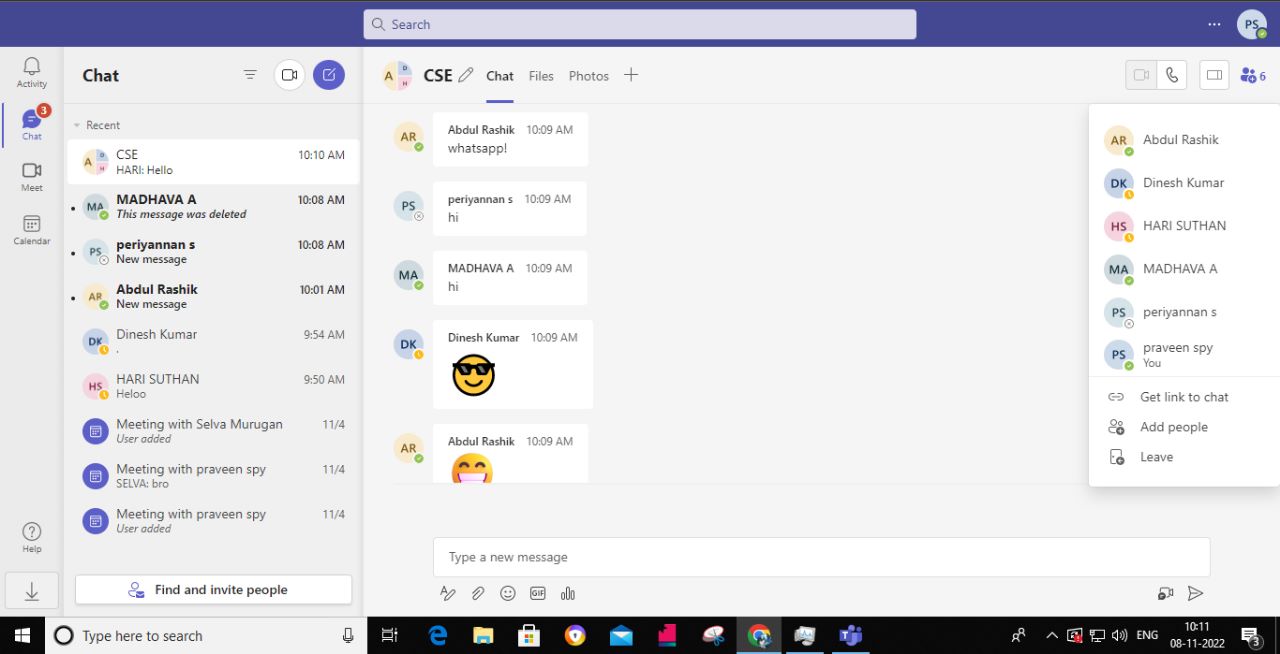 Search
PS
Activity
3
Chat
Meet
Calendar
Help
Chat
Recent
A D H
CSE
10:10 AM
HARI: Hello
MA
MADHAVA A
10:08 AM
This message was deleted
PS
periyannan s
10:08 AM
New message
AR
Abdul Rashik
10:01 AM
New message
DK
Dinesh Kumar
9:54 AM
.
HS
HARI SUTHAN
9:50 AM
Heloo
Meeting with Selva Murugan
11/4
User added
Meeting with praveen spy
11/4
SELVA: bro
Meeting with praveen spy
11/4
User added
Find and invite people
A D H
CSE
Chat
Files
Photos
6
AR
Abdul Rashik 10:09 AM
whatsapp!
PS
periyannan s 10:09 AM
hi
MA
MADHAVA A 10:09 AM
hi
DK
Dinesh Kumar 10:09 AM
AR
Abdul Rashik 10:09 AM
Type a new message
GIF
AR
Abdul Rashik
DK
Dinesh Kumar
HS
HARI SUTHAN
MA
MADHAVA A
PS
periyannan s
PS
praveen spy
You
Get link to chat
Add people
Leave
Type here to search
ENG
10:11
08-11-2022
3